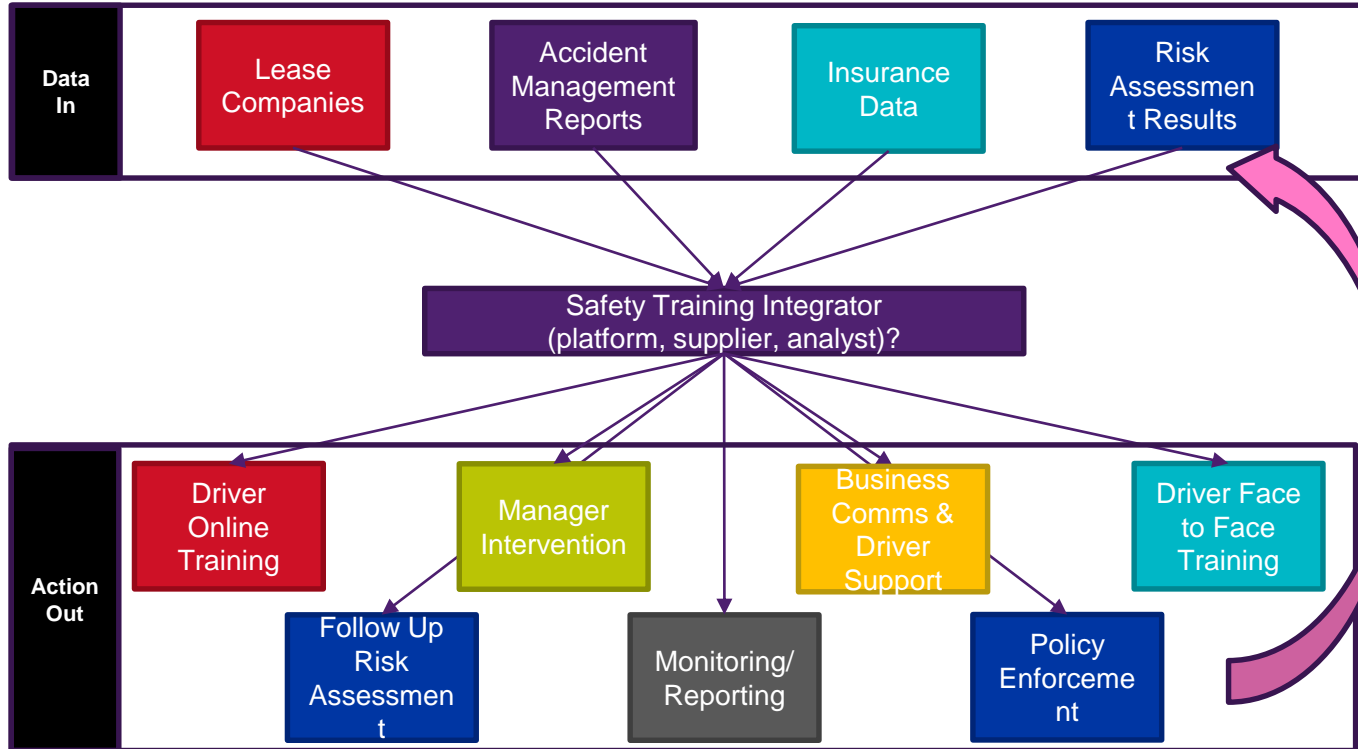 Data
In
Lease
Companies
Accident
Management
Reports
Insurance
Data
Risk
Assessmen
t Results
Safety Training Integrator
(platform, supplier, analyst)?
Action
Out
Driver
Online
Training
Manager
Intervention
Business
Comms &
Driver
Support
Driver Face
to Face
Training
Follow Up
Risk
Assessmen
t
Monitoring/
Reporting
Policy
Enforceme
nt